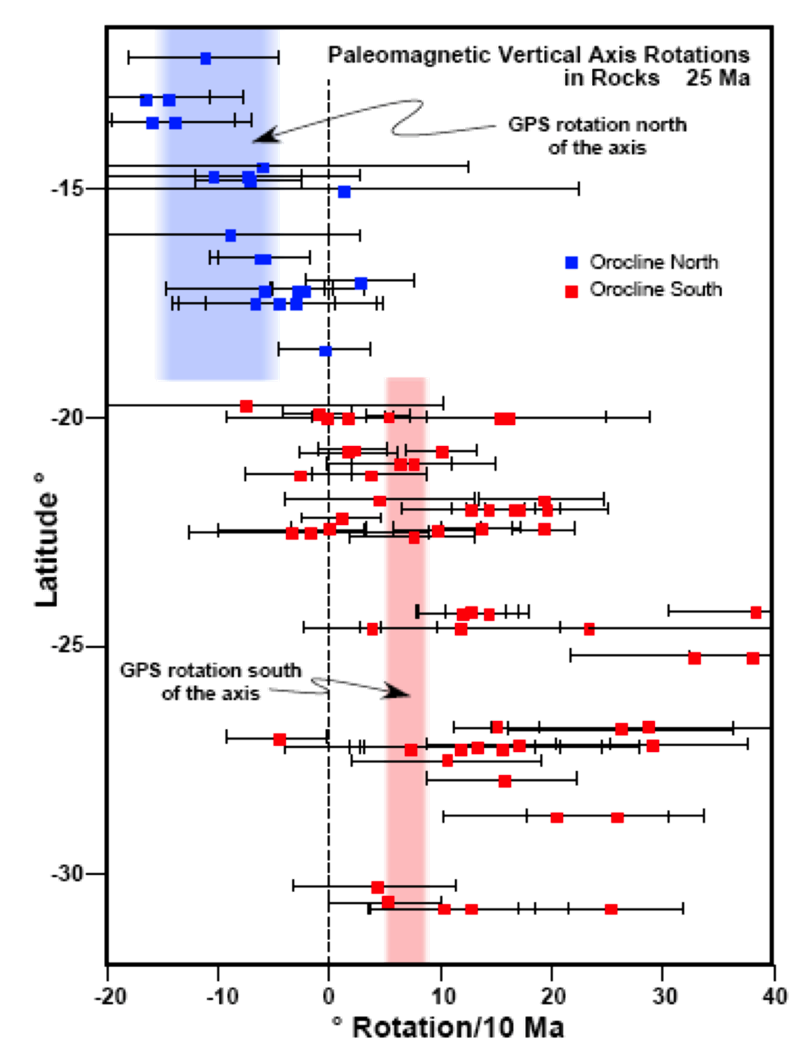 Paleomagnetic Vertical Axis Rotations
in Rocks 25 Ma
GPS rotation north
of the axis
-15
Orocline North
Orocline South
-20
Latitude °
-25
GPS rotation south
of the axis
-30
-20 -10 0 10 20 30 40
° Rotation/10 Ma